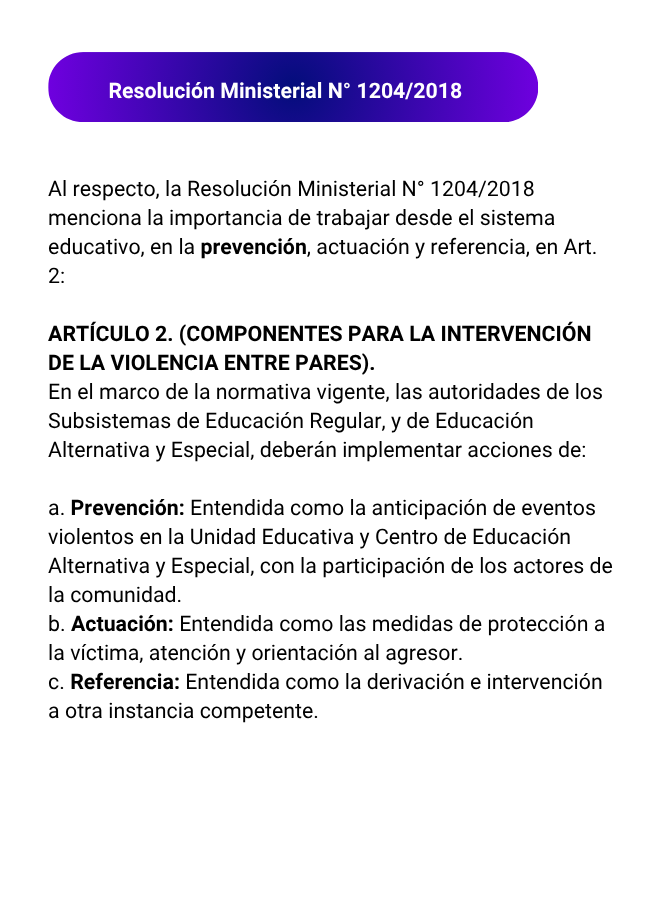 Resolución Ministerial N° 1204/2018
Al respecto, la Resolución Ministerial N° 1204/2018
menciona la importancia de trabajar desde el sistema
educativo, en la prevención, actuación y referencia, en Art.
2:
ARTÍCULO 2. (COMPONENTES PARA LA INTERVENCIÓN
DE LA VIOLENCIA ENTRE PARES).
En el marco de la normativa vigente, las autoridades de los
Subsistemas de Educación Regular, y de Educación
Alternativa y Especial, deberán implementar acciones de:
a. Prevención: Entendida como la anticipación de eventos
violentos en la Unidad Educativa y Centro de Educación
Alternativa y Especial, con la participación de los actores de
la comunidad.
b. Actuación: Entendida como las medidas de protección a
la víctima, atención y orientación al agresor.
c. Referencia: Entendida como la derivación e intervención
a otra instancia competente.